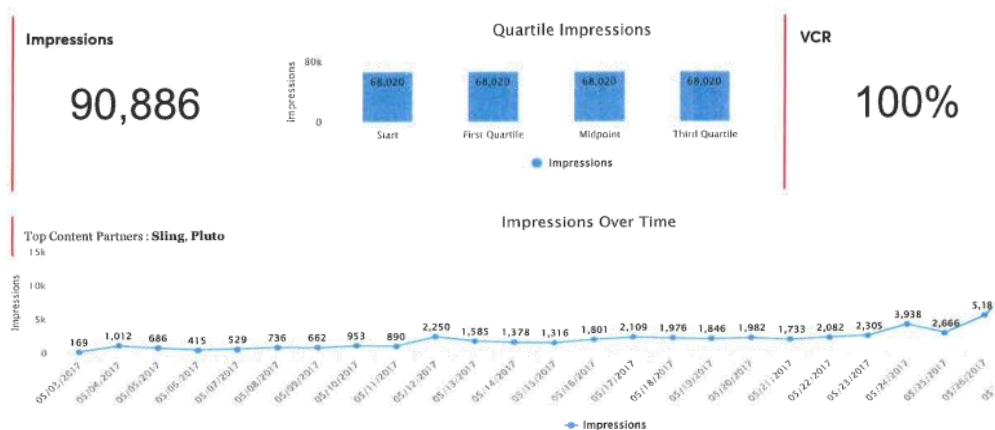 Impressions
90,886
Quartile Impressions
Impressions
80k
0
68,020 68,020 68,020 68,020
Start First Quartile Midpoint Third Quartile
Impressions
VCR
100%
Top Content Partners : Sling, Pluto
Impressions Over Time
Impressions
15k
10k
5k
0
169 1,012 686 415 529 736 662 953 890 2,250 1,585 1,378 1,316 1,801 2,109 1,976 1,846 1,982 1,733 2,082 2,305 3,938 2,666 5,18
05/03/2017 05/04/2017 05/05/2017 05/06/2017 05/07/2017 05/08/2017 05/09/2017 05/10/2017 05/11/2017 05/12/2017 05/13/2017 05/14/2017 05/15/2017 05/16/2017 05/17/2017 05/18/2017 05/19/2017 05/20/2017 05/21/2017 05/22/2017 05/23/2017 05/24/2017 05/25/2017 05/26/2017
Impressions